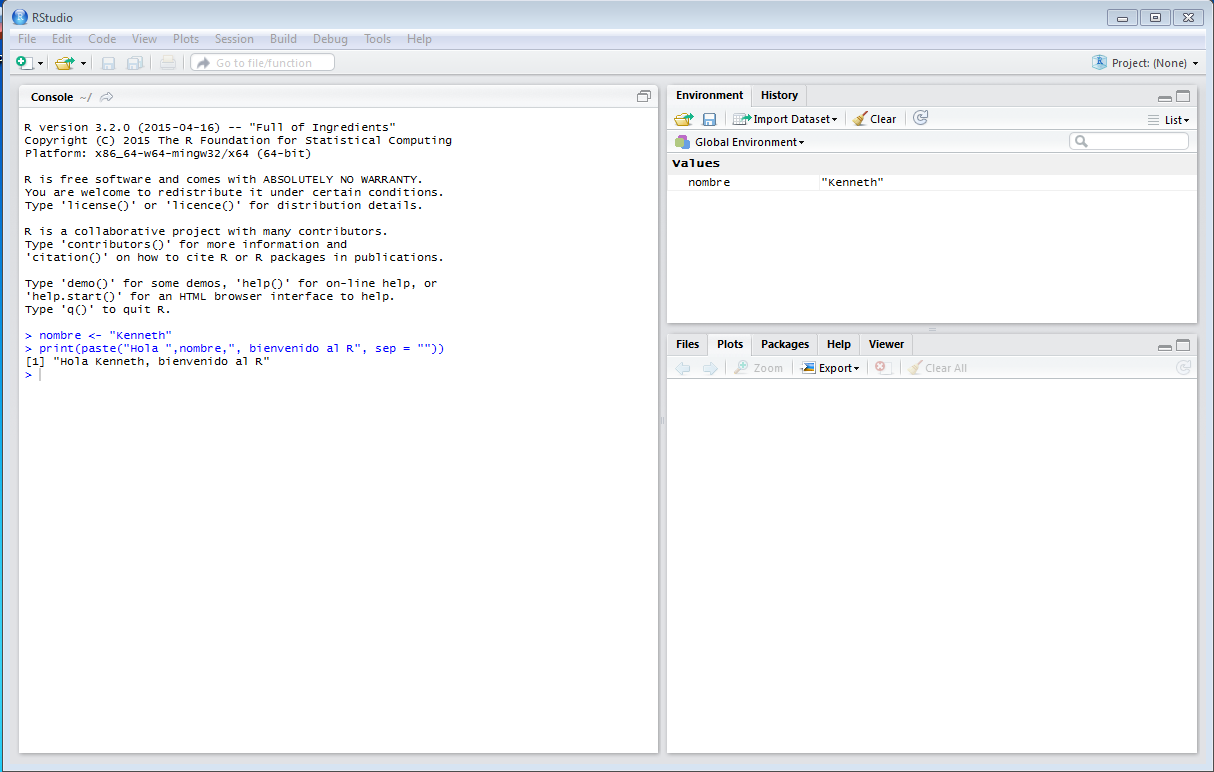 RStudio
File Edit Code View Plots Session Build Debug Tools Help
Go to file/function
Project: (None)
Console ~/
R version 3.2.0 (2015-04-16) -- "Full of Ingredients"
Copyright (C) 2015 The R Foundation for Statistical Computing
Platform: x86_64-w64-mingw32/x64 (64-bit)
R is free software and comes with ABSOLUTELY NO WARRANTY.
You are welcome to redistribute it under certain conditions.
Type 'license()' or 'licence()' for distribution details.
R is a collaborative project with many contributors.
Type 'contributors()' for more information and
'citation()' on how to cite R or R packages in publications.
Type 'demo()' for some demos, 'help()' for on-line help, or
'help.start()' for an HTML browser interface to help.
Type 'q()' to quit R.
> nombre <- "Kenneth"
> print(paste("Hola ",nombre,", bienvenido al R", sep = ""))
[1] "Hola Kenneth, bienvenido al R"
>
Environment History
Import Dataset Clear List
Global Environment
Values
nombre "Kenneth"
Files Plots Packages Help Viewer
Zoom Export Clear All